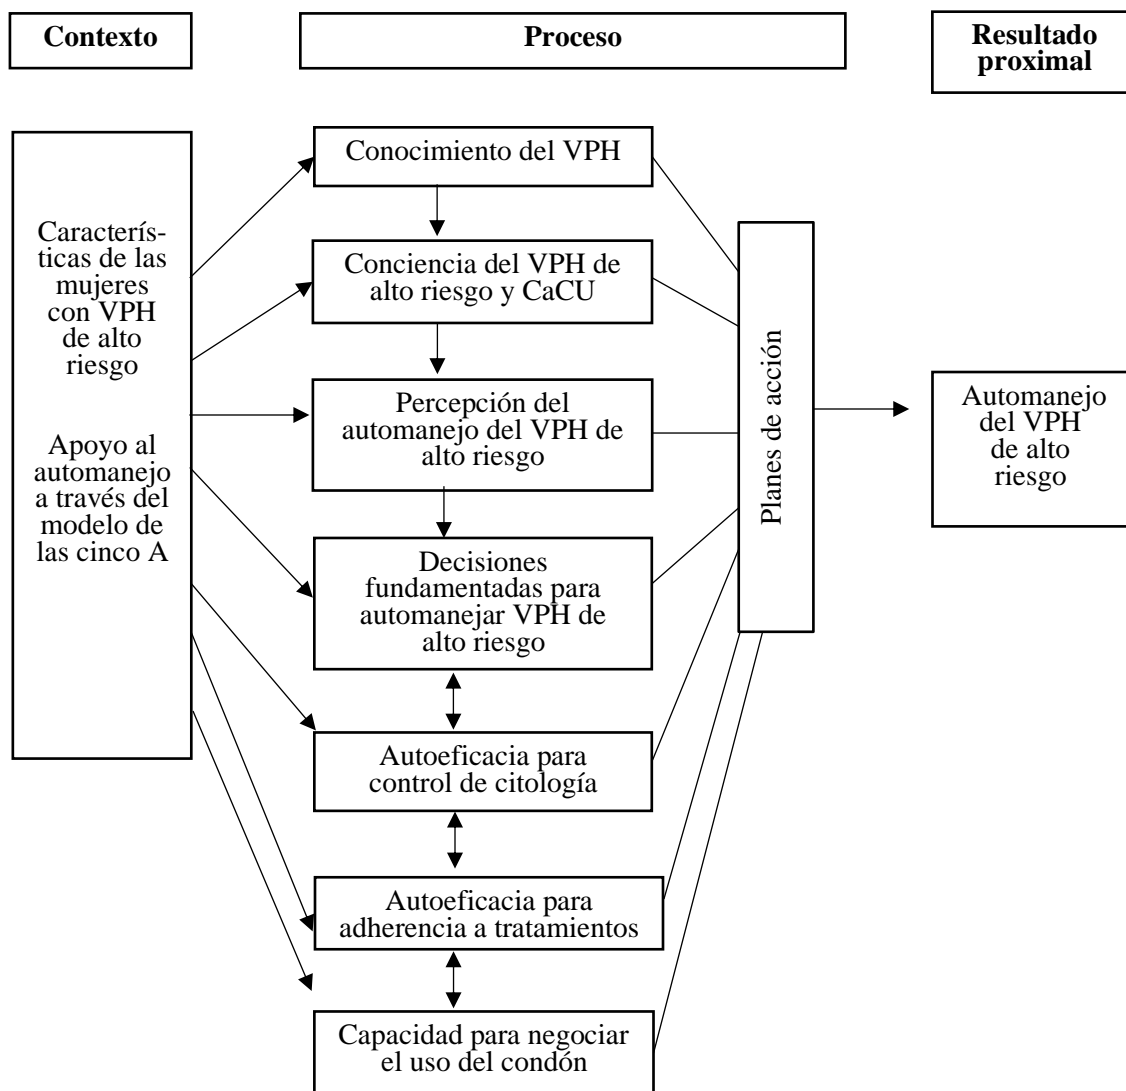 Contexto
Proceso
Resultado
proximal
Caracterís-
ticas de las
mujeres
con VPH
de alto
riesgo
Apoyo al
automanejo
a través del
modelo de
las cinco A
Conocimiento del VPH
Conciencia del VPH de
alto riesgo y CaCU
Percepción del
automanejo del VPH de
alto riesgo
Decisiones
fundamentadas para
automanejar VPH de
alto riesgo
Autoeficacia para
control de citología
Autoeficacia para
adherencia a tratamientos
Capacidad para negociar
el uso del condón
Planes de acción
Automanejo
del VPH
de alto
riesgo